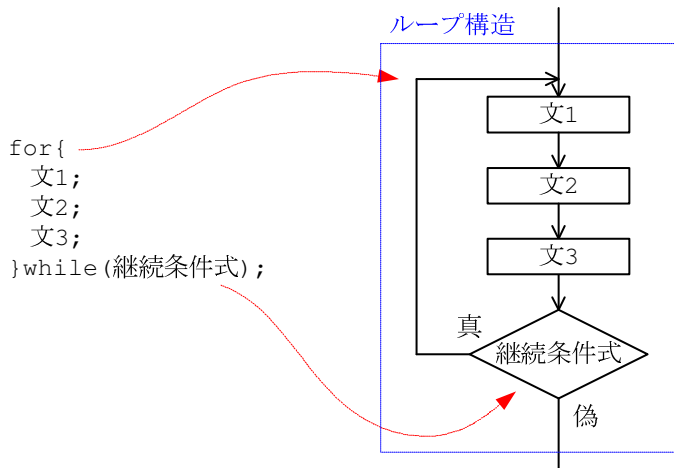 ループ構造
for{
文1;
文2;
文3;
}while(継続条件式);
文1
文2
文3
真
継続条件式
偽